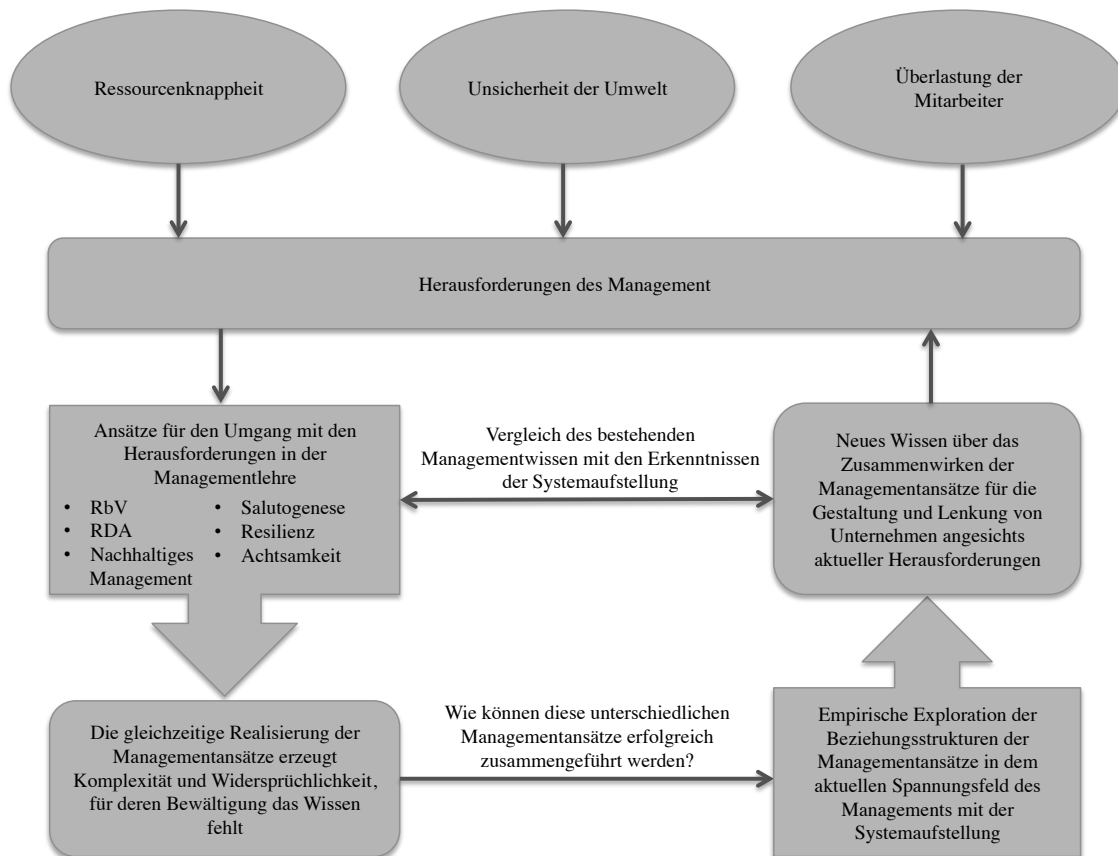 Ressourcenknappheit
Unsicherheit der Umwelt
Überlastung der
Mitarbeiter
Herausforderungen des Management
Ansätze für den Umgang mit den
Herausforderungen in der
Managementlehre
• RbV
• RDA
• Nachhaltiges
Management
• Salutogenese
• Resilienz
• Achtsamkeit
Vergleich des bestehenden
Managementwissen mit den Erkenntnissen
der Systemaufstellung
Neues Wissen über das
Zusammenwirken der
Managementansätze für die
Gestaltung und Lenkung von
Unternehmen angesichts
aktueller Herausforderungen
Die gleichzeitige Realisierung der
Managementansätze erzeugt
Komplexität und Widersprüchlichkeit,
für deren Bewältigung das Wissen
fehlt
Wie können diese unterschiedlichen
Managementansätze erfolgreich
zusammengeführt werden?
Empirische Exploration der
Beziehungsstrukturen der
Managementansätze in dem
aktuellen Spannungsfeld des
Managements mit der
Systemaufstellung